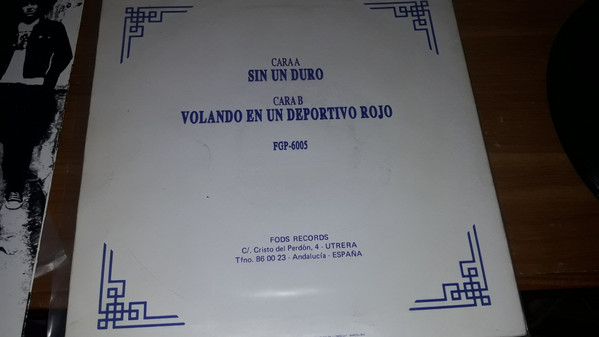 CARA A
SIN UN DURO
CARA B
VOLANDO EN UN DEPORTIVO ROJO
FGP-6005
FODS RECORDS
C/. Cristo del Perdón, 4 - UTRERA
Tfno. 86 00 23 - Andalucía - ESPAÑA